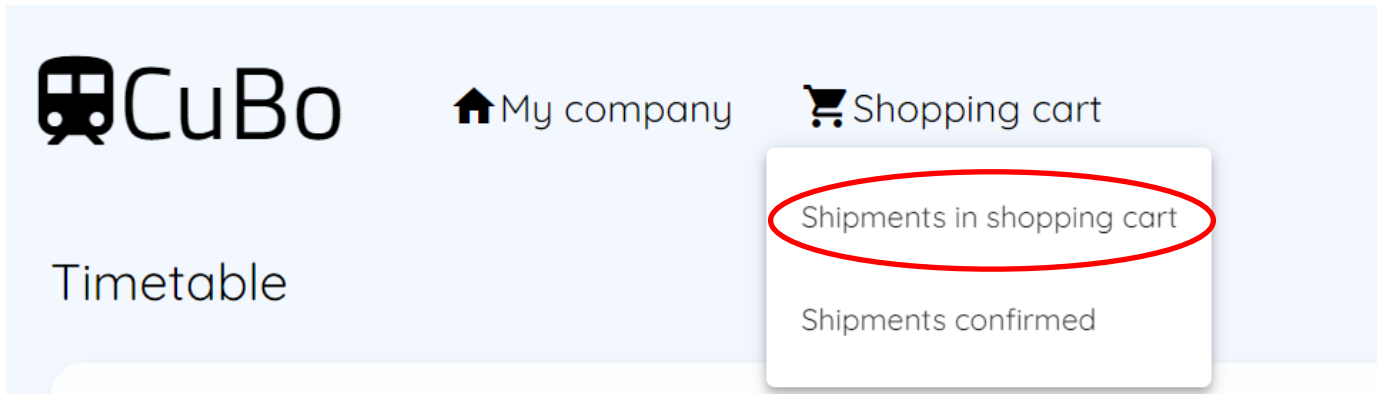 CuBo My company Shopping cart
Shipments in shopping cart
Timetable
Shipments confirmed